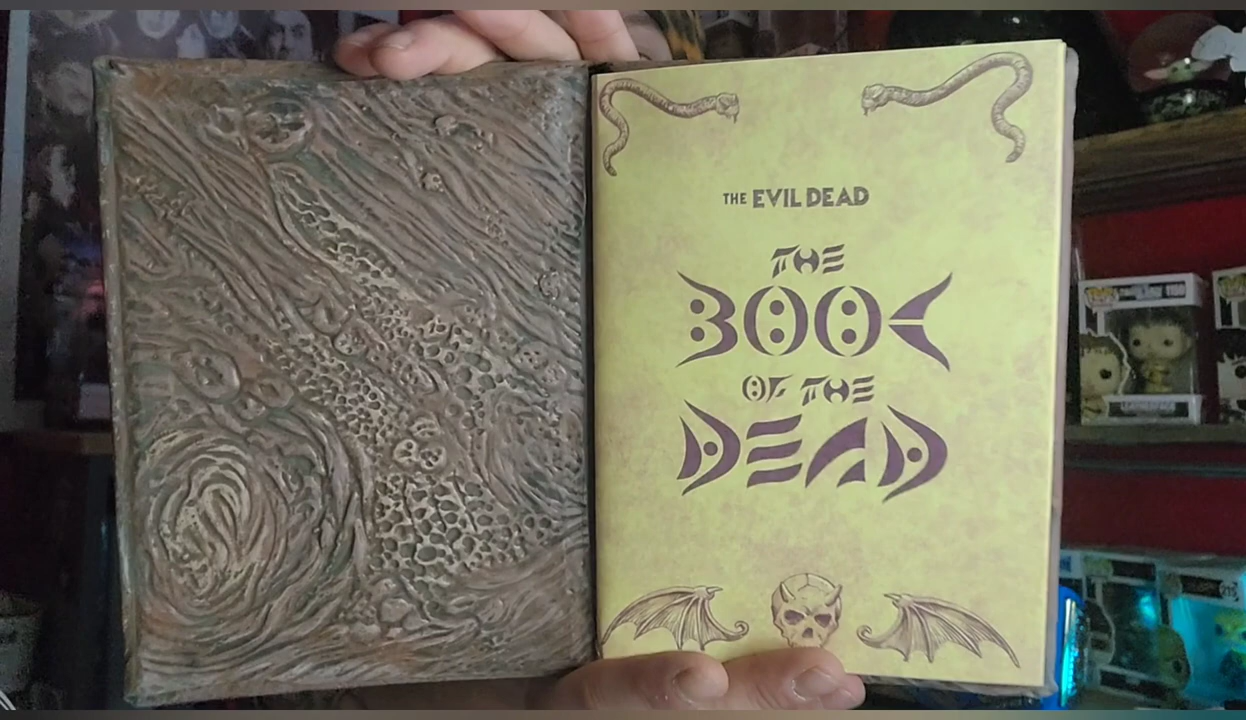 THE EVIL DEAD
THE
BOOK
OF THE
DEAD